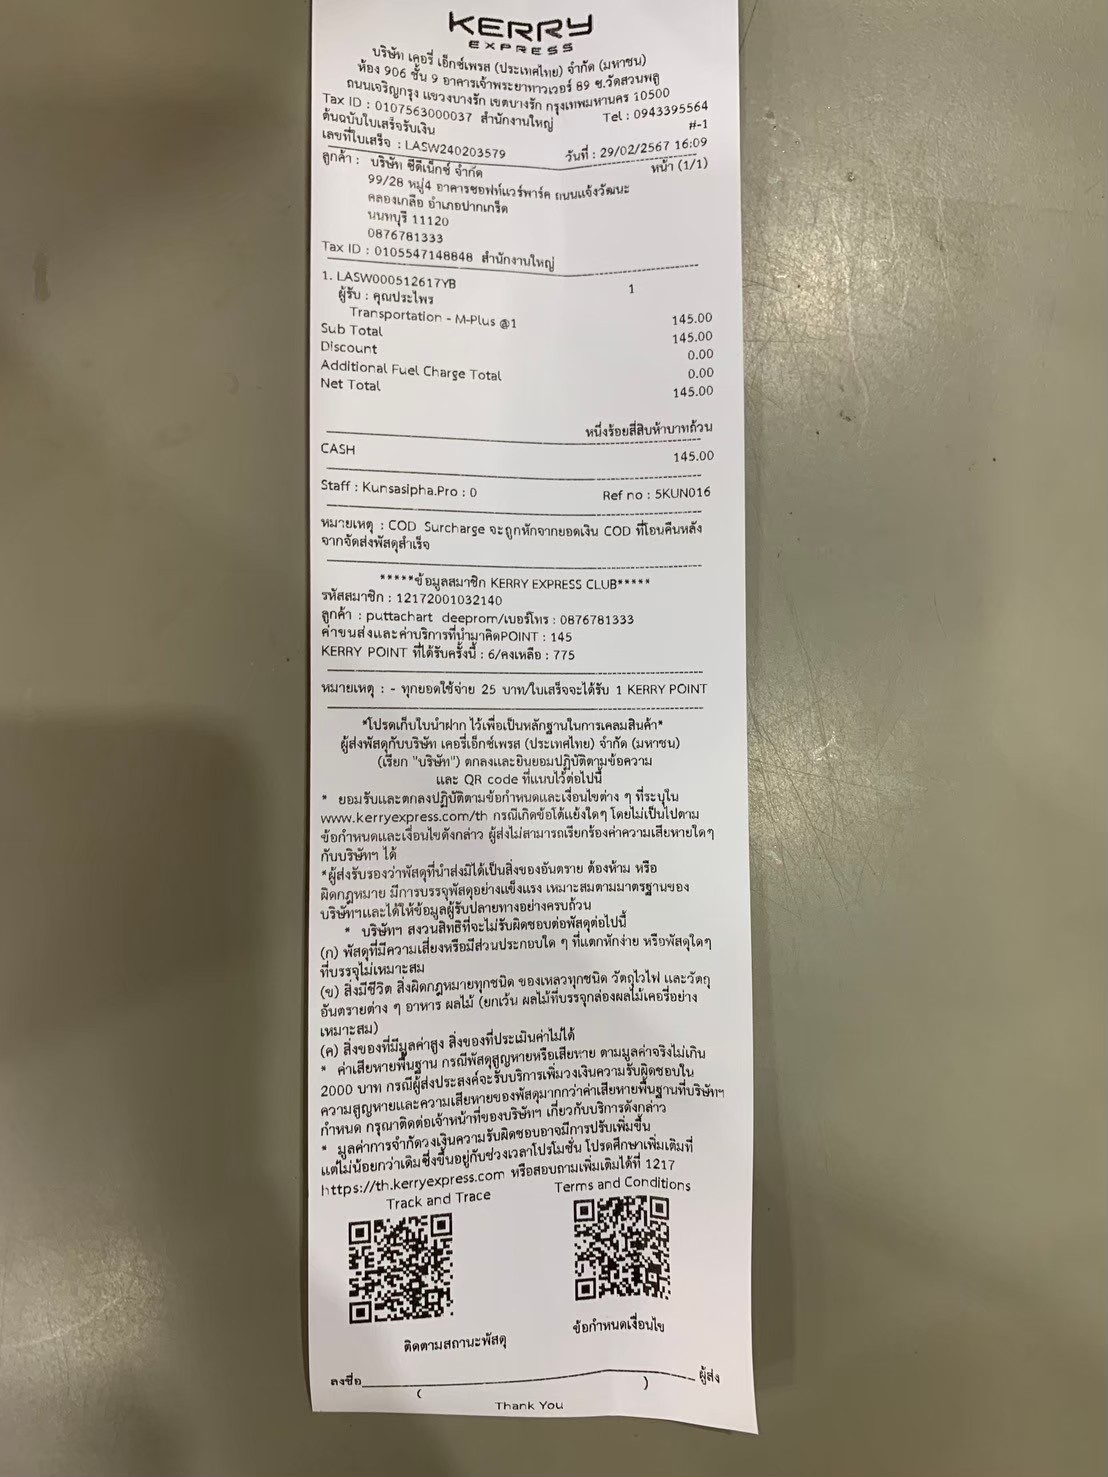 KERRY
EXPRESS
บริษัท เคอรี่ เอ็กซ์เพรส (ประเทศไทย) จำกัด (มหาชน)
ห้อง 906 ชั้น 9 อาคารเจ้าพระยาทาวเวอร์ 89 ซ.วัดสวนพลู
ถนนเจริญกรุง แขวงบางรัก เขตบางรัก กรุงเทพมหานคร 10500
Tax ID : 0107563000037 สำนักงานใหญ่ Tel : 0943395564
ต้นฉบับใบเสร็จรับเงิน #-1
เลขที่ใบเสร็จ : LASW240203579 วันที่ : 29/02/2567 16:09
หน้า (1/1)
ลูกค้า : บริษัท ซีดีเน็กซ์ จำกัด
99/28 หมู่4 อาคารซอฟท์แวร์พาร์ค ถนนแจ้งวัฒนะ
คลองเกลือ อำเภอปากเกร็ด
นนทบุรี 11120
0876781333
Tax ID : 0105547148848 สำนักงานใหญ่
1. LASW000512617YB 1
ผู้รับ : คุณประไพร
Transportation - M-Plus @1 145.00
Sub Total 145.00
Discount 0.00
Additional Fuel Charge Total 0.00
Net Total 145.00
หนึ่งร้อยสี่สิบห้าบาทถ้วน
CASH 145.00
Staff : Kunsasipha.Pro : 0 Ref no : 5KUN016
หมายเหตุ : COD Surcharge จะถูกหักจากยอดเงิน COD ที่โอนคืนหลัง
จากจัดส่งพัสดุสำเร็จ
*****ข้อมูลสมาชิก KERRY EXPRESS CLUB*****
รหัสสมาชิก : 12172001032140
ลูกค้า : puttachart deeprom/เบอร์โทร : 0876781333
ค่าขนส่งและค่าบริการที่นำมาคิดPOINT : 145
KERRY POINT ที่ได้รับครั้งนี้ : 6/คงเหลือ : 775
หมายเหตุ : - ทุกยอดใช้จ่าย 25 บาท/ใบเสร็จจะได้รับ 1 KERRY POINT
*โปรดเก็บใบนำฝาก ไว้เพื่อเป็นหลักฐานในการเคลมสินค้า*
ผู้ส่งพัสดุกับบริษัท เคอรี่เอ็กซ์เพรส (ประเทศไทย) จำกัด (มหาชน)
(เรียก "บริษัท") ตกลงและยินยอมปฏิบัติตามข้อความ
และ QR code ที่แนบไว้ต่อไปนี้
* ยอมรับและตกลงปฏิบัติตามข้อกำหนดและเงื่อนไขต่าง ๆ ที่ระบุใน
www.kerryexpress.com/th กรณีเกิดข้อโต้แย้งใดๆ โดยไม่เป็นไปตาม
ข้อกำหนดและเงื่อนไขดังกล่าว ผู้ส่งไม่สามารถเรียกร้องค่าความเสียหายใดๆ
กับบริษัทฯ ได้
*ผู้ส่งรับรองว่าพัสดุที่นำส่งมิได้เป็นสิ่งของอันตราย ต้องห้าม หรือ
ผิดกฎหมาย มีการบรรจุพัสดุอย่างแข็งแรง เหมาะสมตามมาตรฐานของ
บริษัทฯและได้ให้ข้อมูลผู้รับปลายทางอย่างครบถ้วน
* บริษัทฯ สงวนสิทธิที่จะไม่รับผิดชอบต่อพัสดุต่อไปนี้
(ก) พัสดุที่มีความเสี่ยงหรือมีส่วนประกอบใด ๆ ที่แตกหักง่าย หรือพัสดุใดๆ
ที่บรรจุไม่เหมาะสม
(ข) สิ่งมีชีวิต สิ่งผิดกฎหมายทุกชนิด ของเหลวทุกชนิด วัตถุไวไฟ และวัตถุ
อันตรายต่าง ๆ อาหาร ผลไม้ (ยกเว้น ผลไม้ที่บรรจุกล่องผลไม้เคอรี่อย่าง
เหมาะสม)
(ค) สิ่งของที่มีมูลค่าสูง สิ่งของที่ประเมินค่าไม่ได้
* ค่าเสียหายพื้นฐาน กรณีพัสดุสูญหายหรือเสียหาย ตามมูลค่าจริงไม่เกิน
2000 บาท กรณีผู้ส่งประสงค์จะรับบริการเพิ่มวงเงินความรับผิดชอบใน
ความสูญหายและความเสียหายของพัสดุมากกว่าค่าเสียหายพื้นฐานที่บริษัทฯ
กำหนด กรุณาติดต่อเจ้าหน้าที่ของบริษัทฯ เกี่ยวกับบริการดังกล่าว
* มูลค่าการจำกัดวงเงินความรับผิดชอบอาจมีการปรับเพิ่มขึ้น
แต่ไม่น้อยกว่าเดิมซึ่งขึ้นอยู่กับช่วงเวลาโปรโมชั่น โปรดศึกษาเพิ่มเติมที่
https://th.kerryexpress.com หรือสอบถามเพิ่มเติมได้ที่ 1217
Track and Trace Terms and Conditions
ติดตามสถานะพัสดุ ข้อกำหนดเงื่อนไข
ลงชื่อ ผู้ส่ง
( )
Thank You